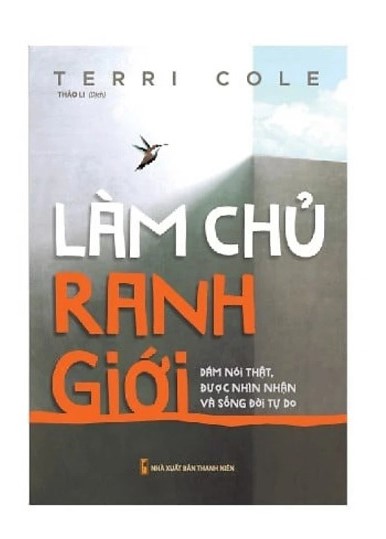 TERRI COLE
THẢO LI (Dịch)
LÀM CHỦ
RANH
GIỚI
DÁM NÓI THẬT,
ĐƯỢC NHÌN NHẬN
VÀ SỐNG ĐỜI TỰ DO
NHÀ XUẤT BẢN THANH NIÊN